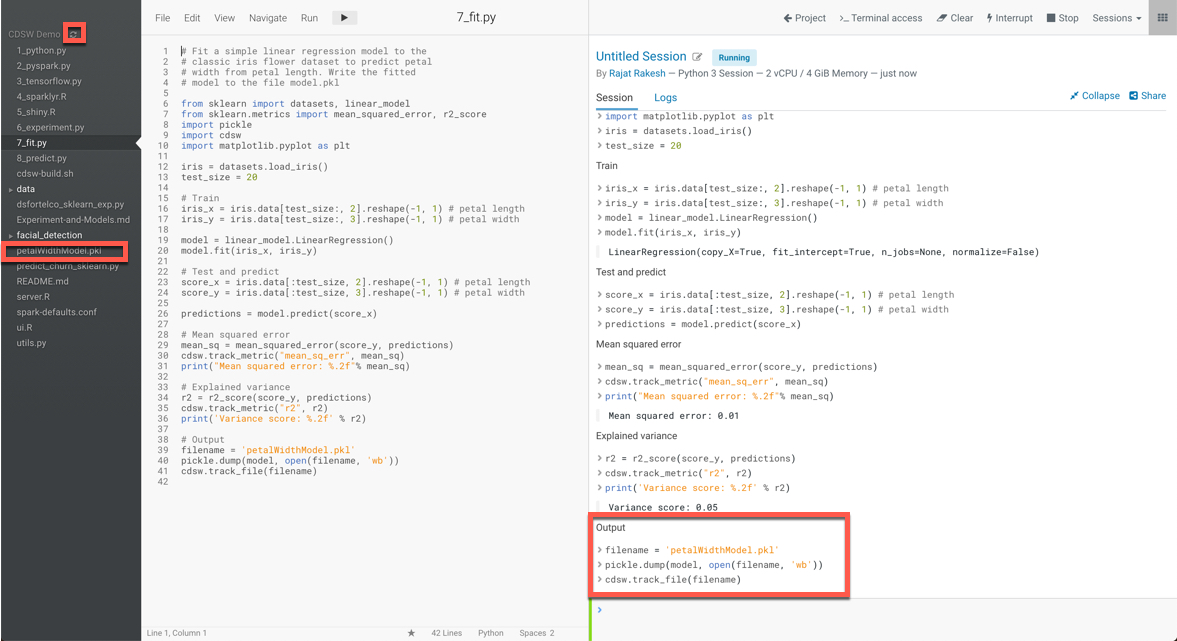 File Edit View Navigate Run
7_fit.py
Project Terminal access Clear Interrupt Stop Sessions
CDSW Demo
1_python.py
2_pyspark.py
3_tensorflow.py
4_sparklyr.R
5_shiny.R
6_experiment.py
7_fit.py
8_predict.py
cdsw-build.sh
data
dsfortelco_sklearn_exp.py
Experiment-and-Models.md
facial_detection
petalWidthModel.pkl
predict_churn_sklearn.py
README.md
server.R
spark-defaults.conf
ui.R
utils.py
1 # Fit a simple linear regression model to the
2 # classic iris flower dataset to predict petal
3 # width from petal length. Write the fitted
4 # model to the file model.pkl
5
6 from sklearn import datasets, linear_model
7 from sklearn.metrics import mean_squared_error, r2_score
8 import pickle
9 import cdsw
10 import matplotlib.pyplot as plt
11
12 iris = datasets.load_iris()
13 test_size = 20
14
15 # Train
16 iris_x = iris.data[test_size:, 2].reshape(-1, 1) # petal length
17 iris_y = iris.data[test_size:, 3].reshape(-1, 1) # petal width
18
19 model = linear_model.LinearRegression()
20 model.fit(iris_x, iris_y)
21
22 # Test and predict
23 score_x = iris.data[:test_size, 2].reshape(-1, 1) # petal length
24 score_y = iris.data[:test_size, 3].reshape(-1, 1) # petal width
25
26 predictions = model.predict(score_x)
27
28 # Mean squared error
29 mean_sq = mean_squared_error(score_y, predictions)
30 cdsw.track_metric("mean_sq_err", mean_sq)
31 print("Mean squared error: %.2f"% mean_sq)
32
33 # Explained variance
34 r2 = r2_score(score_y, predictions)
35 cdsw.track_metric("r2", r2)
36 print('Variance score: %.2f' % r2)
37
38 # Output
39 filename = 'petalWidthModel.pkl'
40 pickle.dump(model, open(filename, 'wb'))
41 cdsw.track_file(filename)
42
Line 1, Column 1 ★ 42 Lines Python Spaces 2
Untitled Session Running
By Rajat Rakesh — Python 3 Session — 2 vCPU / 4 GiB Memory — just now
Session Logs Collapse Share
> import matplotlib.pyplot as plt
> iris = datasets.load_iris()
> test_size = 20
Train
> iris_x = iris.data[test_size:, 2].reshape(-1, 1) # petal length
> iris_y = iris.data[test_size:, 3].reshape(-1, 1) # petal width
> model = linear_model.LinearRegression()
> model.fit(iris_x, iris_y)
LinearRegression(copy_X=True, fit_intercept=True, n_jobs=None, normalize=False)
Test and predict
> score_x = iris.data[:test_size, 2].reshape(-1, 1) # petal length
> score_y = iris.data[:test_size, 3].reshape(-1, 1) # petal width
> predictions = model.predict(score_x)
Mean squared error
> mean_sq = mean_squared_error(score_y, predictions)
> cdsw.track_metric("mean_sq_err", mean_sq)
> print("Mean squared error: %.2f"% mean_sq)
Mean squared error: 0.01
Explained variance
> r2 = r2_score(score_y, predictions)
> cdsw.track_metric("r2", r2)
> print('Variance score: %.2f' % r2)
Variance score: 0.05
Output
> filename = 'petalWidthModel.pkl'
> pickle.dump(model, open(filename, 'wb'))
> cdsw.track_file(filename)
>